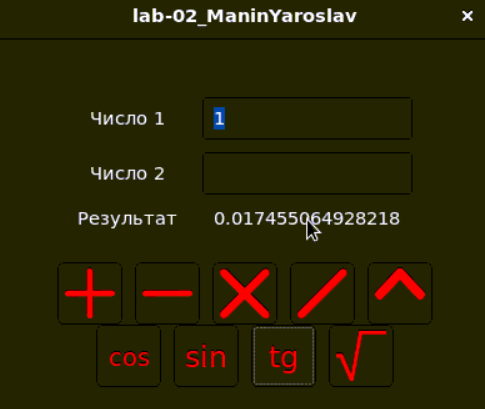 lab-02_ManinYaroslav ×
Число 1 1
Число 2
Результат 0.017455064928218
+ − × / ^
cos sin tg √